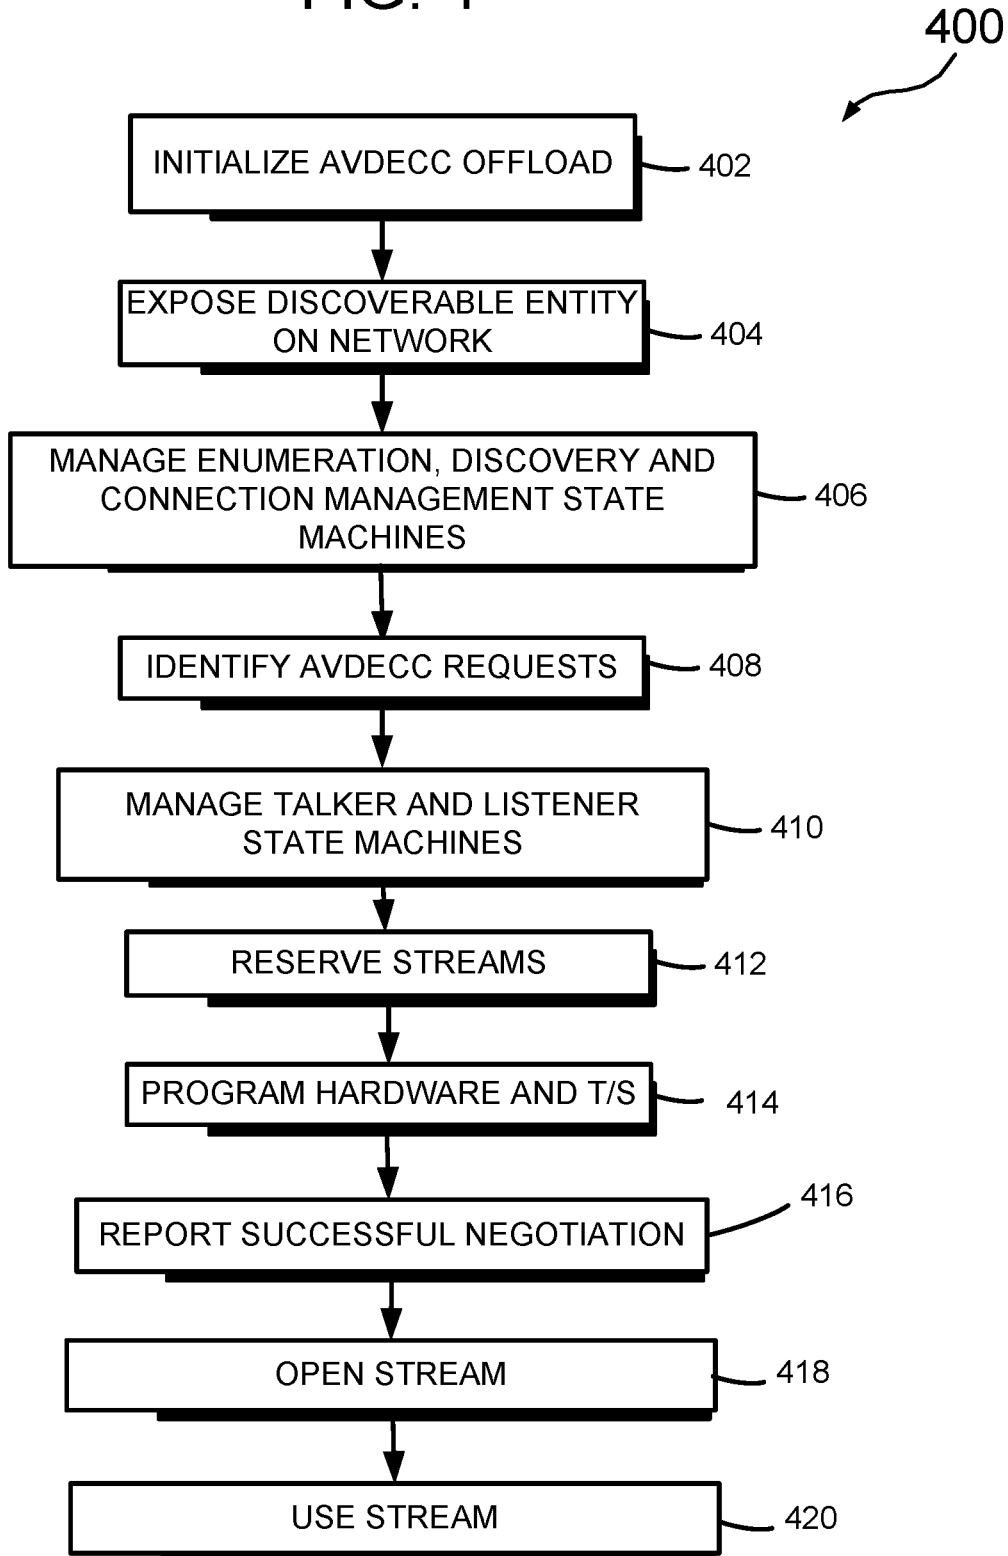 400
INITIALIZE AVDECC OFFLOAD
402
EXPOSE DISCOVERABLE ENTITY
ON NETWORK
404
MANAGE ENUMERATION, DISCOVERY AND
CONNECTION MANAGEMENT STATE
MACHINES
406
IDENTIFY AVDECC REQUESTS
408
MANAGE TALKER AND LISTENER
STATE MACHINES
410
RESERVE STREAMS
412
PROGRAM HARDWARE AND T/S
414
REPORT SUCCESSFUL NEGOTIATION
416
OPEN STREAM
418
USE STREAM
420